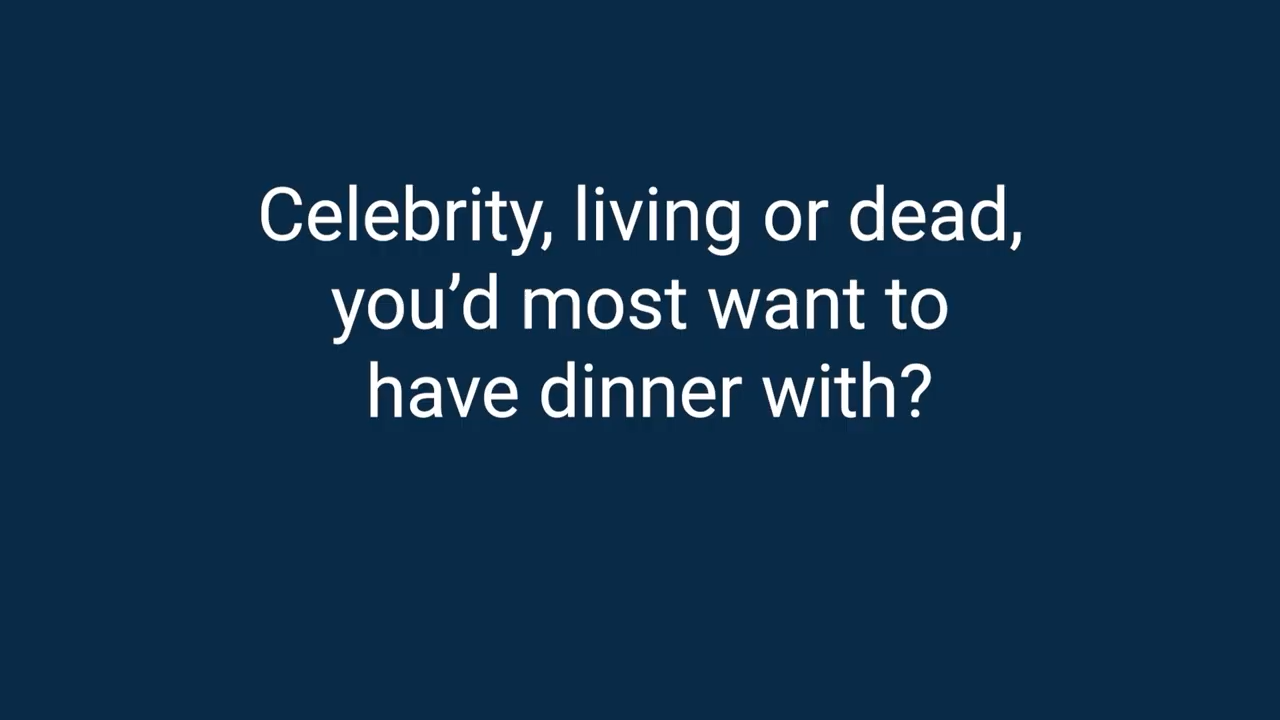 Celebrity, living or dead,
you’d most want to
have dinner with?